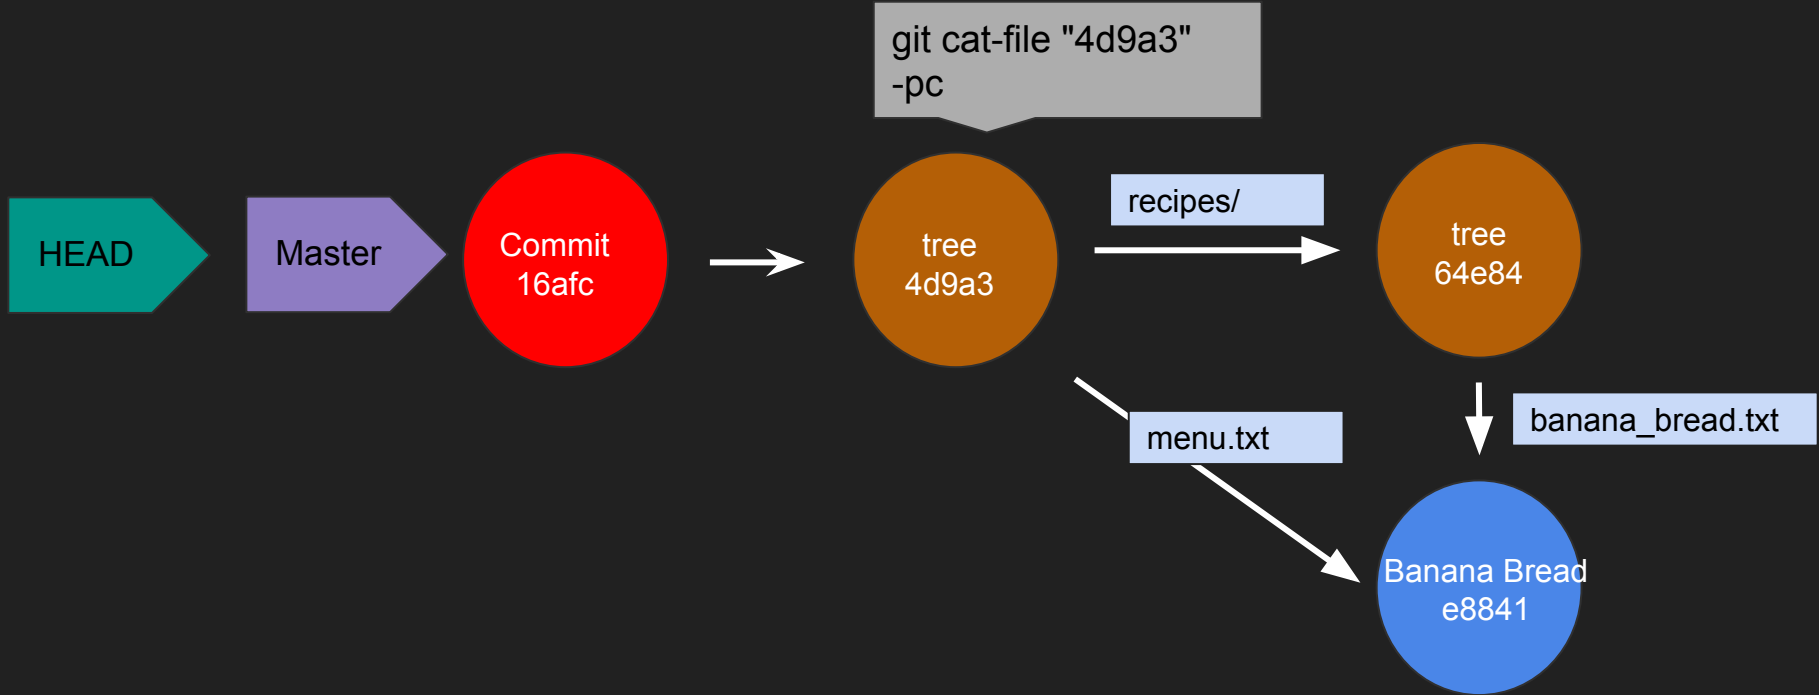 git cat-file "4d9a3"
-pc
HEAD
Master
Commit
16afc
tree
4d9a3
recipes/
tree
64e84
menu.txt
banana_bread.txt
Banana Bread
e8841